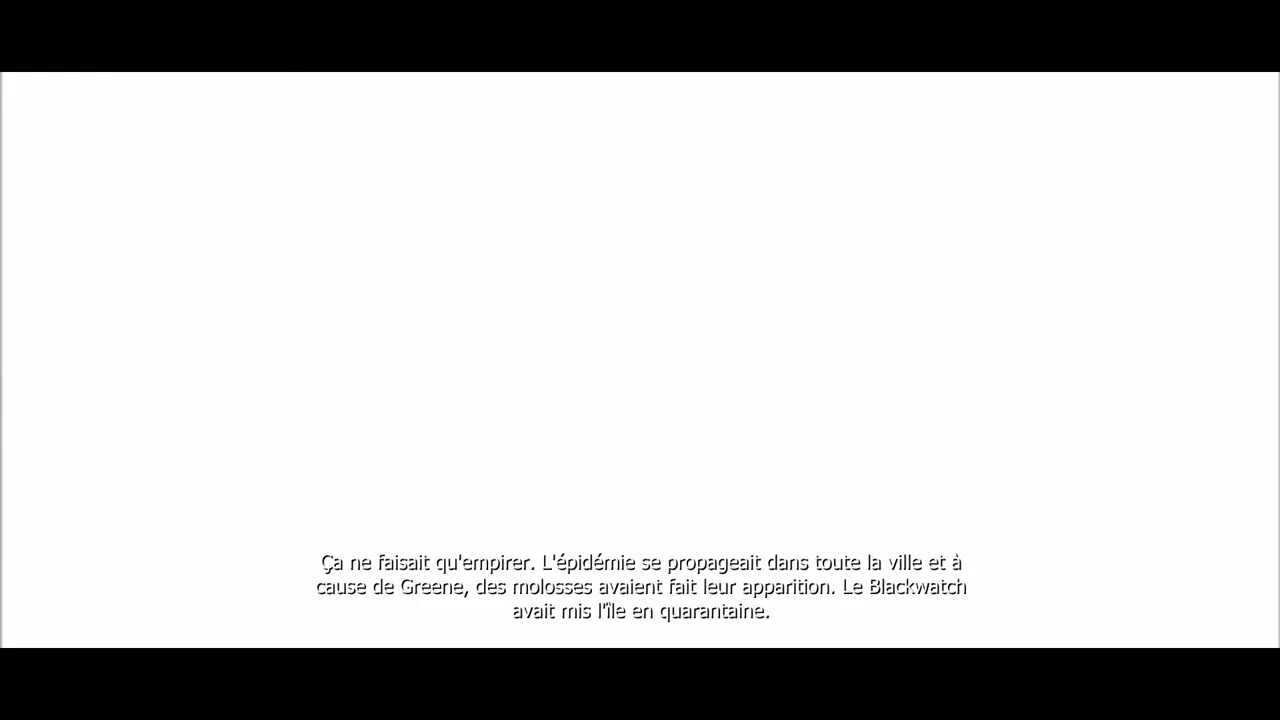 Ça ne faisait qu'empirer. L'épidémie se propageait dans toute la ville et à
cause de Greene, des molosses avaient fait leur apparition. Le Blackwatch
avait mis l'île en quarantaine.